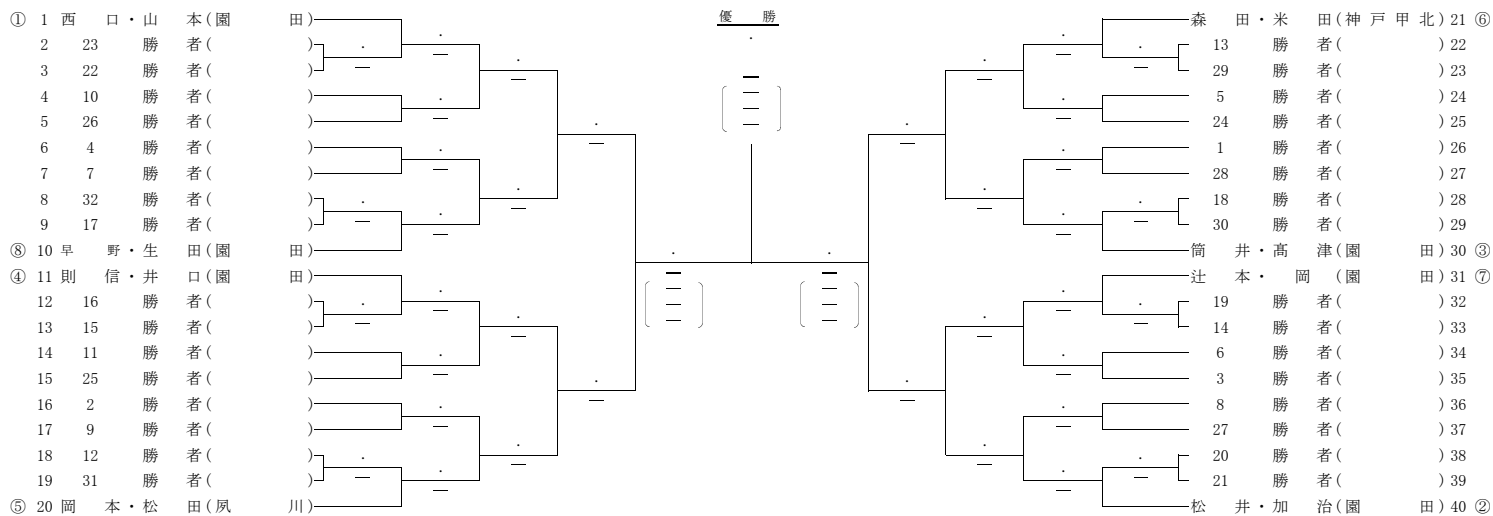 優 勝
① 1 西 口・山 本(園 田)
2 23 勝 者( )
3 22 勝 者( )
4 10 勝 者( )
5 26 勝 者( )
6 4 勝 者( )
7 7 勝 者( )
8 32 勝 者( )
9 17 勝 者( )
⑧ 10 早 野・生 田(園 田)
④ 11 則 信・井 口(園 田)
12 16 勝 者( )
13 15 勝 者( )
14 11 勝 者( )
15 25 勝 者( )
16 2 勝 者( )
17 9 勝 者( )
18 12 勝 者( )
19 31 勝 者( )
⑤ 20 岡 本・松 田(夙 川)
森 田・米 田(神 戸 甲 北) 21 ⑥
13 勝 者( ) 22
29 勝 者( ) 23
5 勝 者( ) 24
24 勝 者( ) 25
1 勝 者( ) 26
28 勝 者( ) 27
18 勝 者( ) 28
30 勝 者( ) 29
筒 井・髙 津(園 田) 30 ③
辻 本・ 岡 (園 田) 31 ⑦
19 勝 者( ) 32
14 勝 者( ) 33
6 勝 者( ) 34
3 勝 者( ) 35
8 勝 者( ) 36
27 勝 者( ) 37
20 勝 者( ) 38
21 勝 者( ) 39
松 井・加 治(園 田) 40 ②